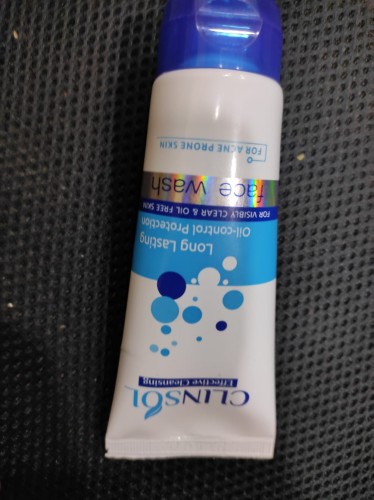 CLINSOL
Effective Cleansing
Long Lasting
Oil-control Protection
FOR VISIBLY CLEAR & OIL FREE SKIN
face wash
FOR ACNE PRONE SKIN